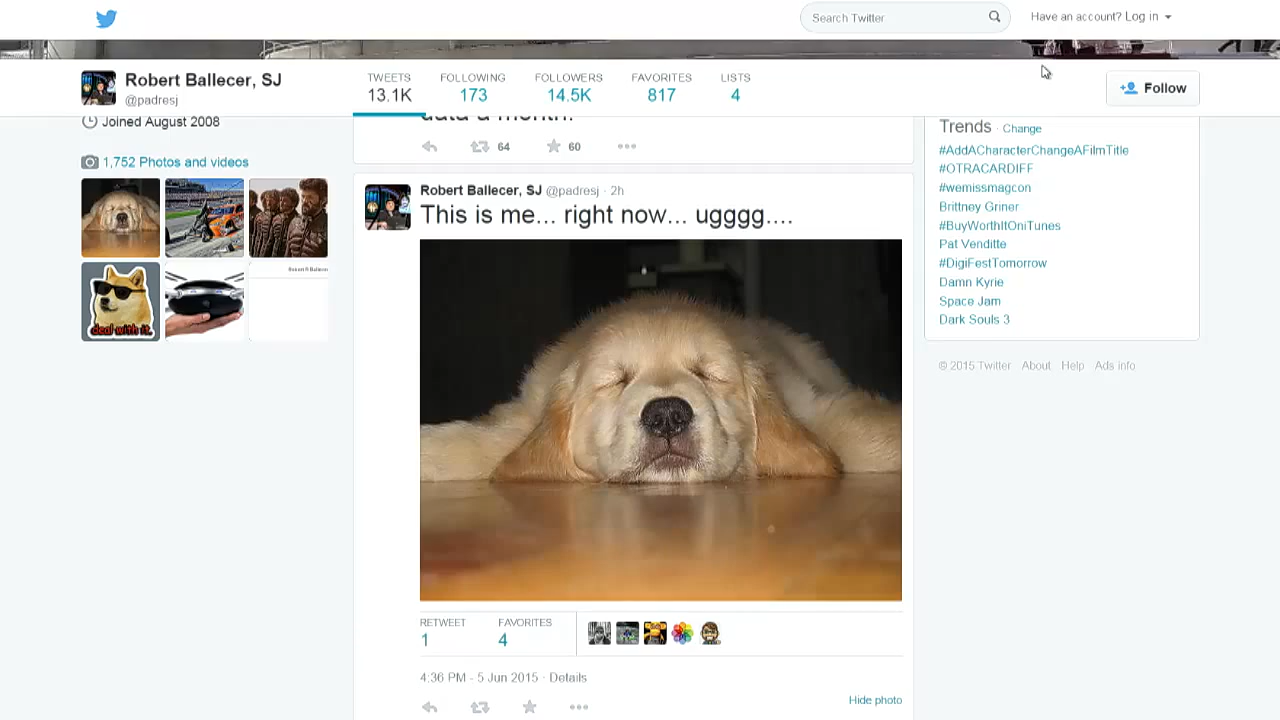 Search Twitter
Have an account? Log in
Robert Ballecer, SJ
@padresj
TWEETS
13.1K
FOLLOWING
173
FOLLOWERS
14.5K
FAVORITES
817
LISTS
4
Follow
Joined August 2008
1,752 Photos and videos
deal with it.
data a month!
64
60
Robert Ballecer, SJ @padresj · 2h
This is me... right now... ugggg....
RETWEET
1
FAVORITES
4
4:36 PM - 5 Jun 2015 · Details
Hide photo
Trends · Change
#AddACharacterChangeAFilmTitle
#OTRACARDIFF
#wemissmagcon
Brittney Griner
#BuyWorthItOniTunes
Pat Venditte
#DigiFestTomorrow
Damn Kyrie
Space Jam
Dark Souls 3
© 2015 Twitter About Help Ads info